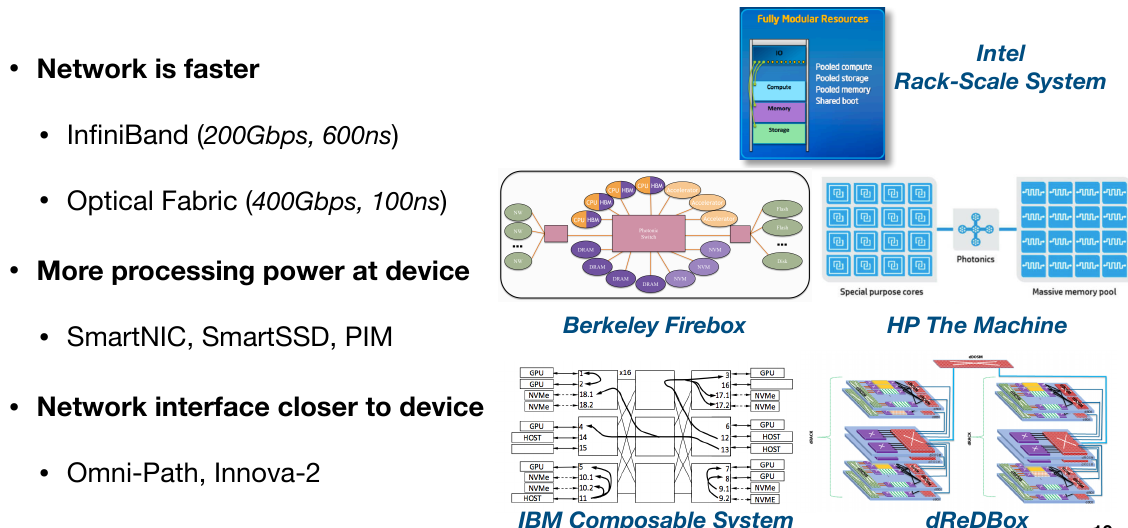 • Network is faster
• InfiniBand (200Gbps, 600ns)
• Optical Fabric (400Gbps, 100ns)
• More processing power at device
• SmartNIC, SmartSSD, PIM
• Network interface closer to device
• Omni-Path, Innova-2
Fully Modular Resources
IO
Compute
Memory
Storage
Pooled compute
Pooled storage
Pooled memory
Shared boot
Intel
Rack-Scale System
NW
NW
NW
CPU HBM
CPU HBM
CPU HBM
CPU HBM
Accelerator
Accelerator
Accelerator
Photonic
Switch
DRAM
DRAM
DRAM
DRAM
NVM
NVM
NVM
Flash
Flash
Disk
Berkeley Firebox
Special purpose cores
Photonics
Massive memory pool
HP The Machine
GPU 1
GPU 2
NVMe 18.1
NVMe 18.2
GPU 4
HOST 14
15
GPU 5
NVMe 10.1
NVMe 10.2
HOST 11
x16
3 GPU
16
17.1 NVMe
17.2 NVMe
6 GPU
12 HOST
13 HOST
7 GPU
8 GPU
9.1 NVMe
9.2 NVME
IBM Composable System
dReDBox